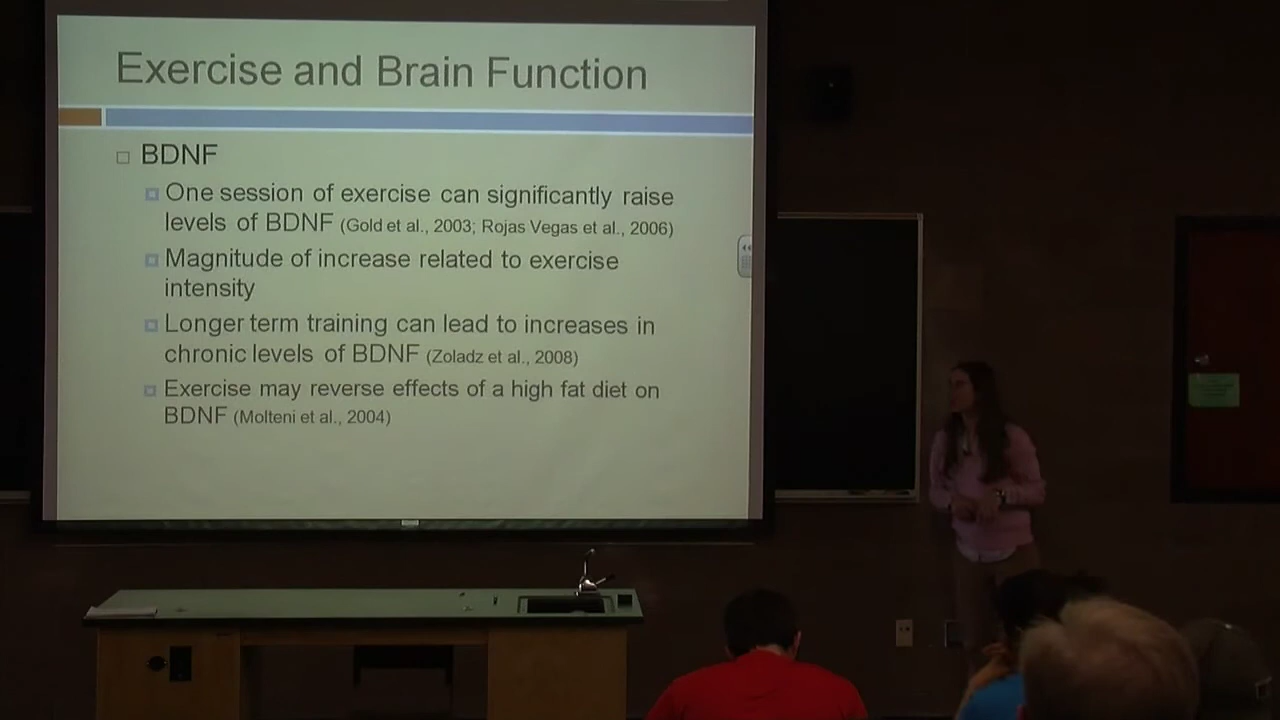 Exercise and Brain Function
BDNF
One session of exercise can significantly raise
levels of BDNF (Gold et al., 2003; Rojas Vegas et al., 2006)
Magnitude of increase related to exercise
intensity
Longer term training can lead to increases in
chronic levels of BDNF (Zoladz et al., 2008)
Exercise may reverse effects of a high fat diet on
BDNF (Molteni et al., 2004)